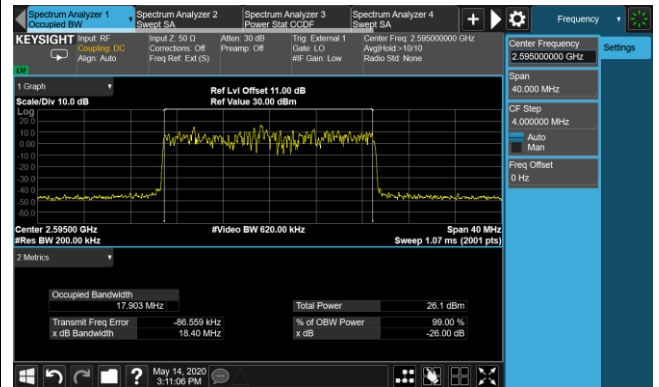 Spectrum Analyzer 1
Occupied BW
Spectrum Analyzer 2
Swept SA
Spectrum Analyzer 3
Power Stat CCDF
Spectrum Analyzer 4
Swept SA
Frequency
KEYSIGHT
Input: RF
Coupling: DC
Align: Auto
Input Z: 50 Ω
Corrections: Off
Freq Ref: Ext (S)
Atten: 30 dB
Preamp: Off
Trig: External 1
Gate: LO
#IF Gain: Low
Center Freq: 2.595000000 GHz
Avg|Hold:>10/10
Radio Std: None
LXI
1 Graph
Scale/Div 10.0 dB
Ref Lvl Offset 11.00 dB
Ref Value 30.00 dBm
Log
20.0
10.0
0.00
-10.0
-20.0
-30.0
-40.0
-50.0
-60.0
Center 2.59500 GHz
#Res BW 200.00 kHz
#Video BW 620.00 kHz
Span 40 MHz
Sweep 1.07 ms (2001 pts)
2 Metrics
Occupied Bandwidth
17.903 MHz
Transmit Freq Error -86.559 kHz
x dB Bandwidth 18.40 MHz
Total Power 26.1 dBm
% of OBW Power 99.00 %
x dB -26.00 dB
Center Frequency
2.595000000 GHz
Span
40.000 MHz
CF Step
4.000000 MHz
Auto
Man
Freq Offset
0 Hz
Settings
?
May 14, 2020
3:11:06 PM